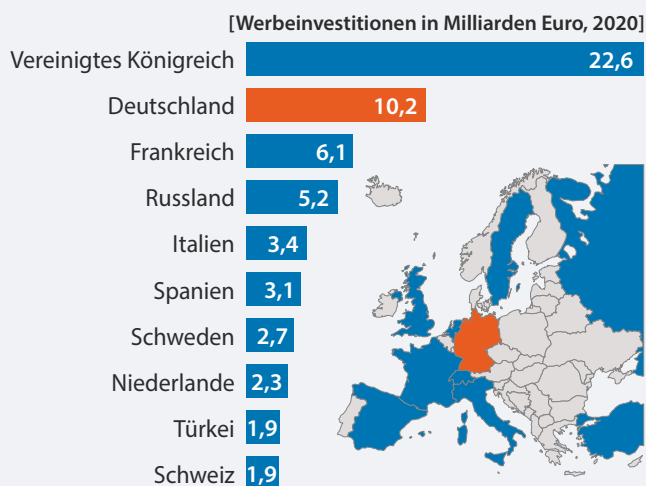 [Werbeinvestitionen in Milliarden Euro, 2020]
Vereinigtes Königreich 22,6
Deutschland 10,2
Frankreich 6,1
Russland 5,2
Italien 3,4
Spanien 3,1
Schweden 2,7
Niederlande 2,3
Türkei 1,9
Schweiz 1,9